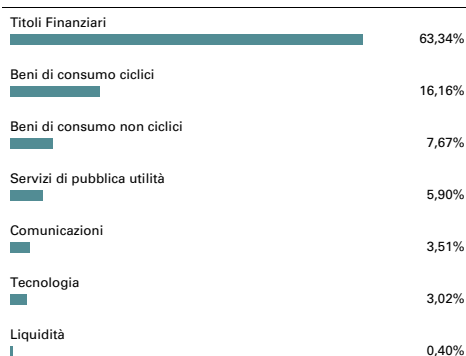 Titoli Finanziari
63,34%
Beni di consumo ciclici
16,16%
Beni di consumo non ciclici
7,67%
Servizi di pubblica utilità
5,90%
Comunicazioni
3,51%
Tecnologia
3,02%
Liquidità
0,40%